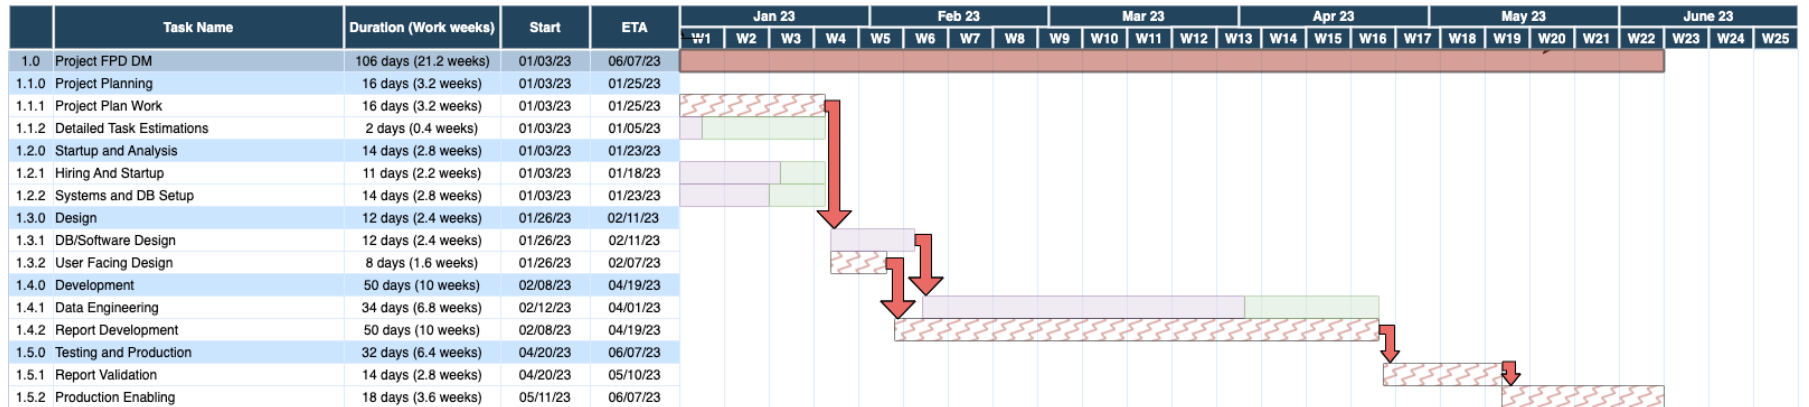 Jan 23 Feb 23 Mar 23 Apr 23 May 23 June 23
Task Name Duration (Work weeks) Start ETA
W1 W2 W3 W4 W5 W6 W7 W8 W9 W10 W11 W12 W13 W14 W15 W16 W17 W18 W19 W20 W21 W22 W23 W24 W25
1.0 Project FPD DM 106 days (21.2 weeks) 01/03/23 06/07/23
1.1.0 Project Planning 16 days (3.2 weeks) 01/03/23 01/25/23
1.1.1 Project Plan Work 16 days (3.2 weeks) 01/03/23 01/25/23
1.1.2 Detailed Task Estimations 2 days (0.4 weeks) 01/03/23 01/05/23
1.2.0 Startup and Analysis 14 days (2.8 weeks) 01/03/23 01/23/23
1.2.1 Hiring And Startup 11 days (2.2 weeks) 01/03/23 01/18/23
1.2.2 Systems and DB Setup 14 days (2.8 weeks) 01/03/23 01/23/23
1.3.0 Design 12 days (2.4 weeks) 01/26/23 02/11/23
1.3.1 DB/Software Design 12 days (2.4 weeks) 01/26/23 02/11/23
1.3.2 User Facing Design 8 days (1.6 weeks) 01/26/23 02/07/23
1.4.0 Development 50 days (10 weeks) 02/08/23 04/19/23
1.4.1 Data Engineering 34 days (6.8 weeks) 02/12/23 04/01/23
1.4.2 Report Development 50 days (10 weeks) 02/08/23 04/19/23
1.5.0 Testing and Production 32 days (6.4 weeks) 04/20/23 06/07/23
1.5.1 Report Validation 14 days (2.8 weeks) 04/20/23 05/10/23
1.5.2 Production Enabling 18 days (3.6 weeks) 05/11/23 06/07/23